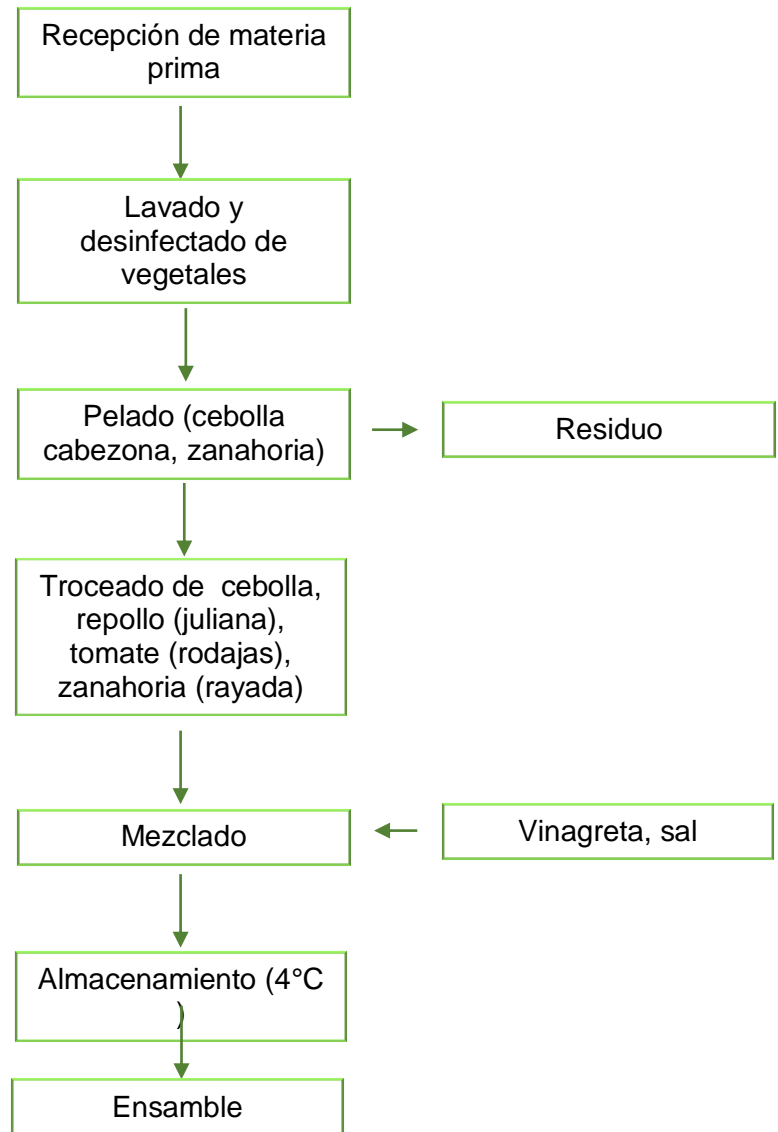 Recepción de materia
prima
Lavado y
desinfectado de
vegetales
Pelado (cebolla
cabezona, zanahoria)
Residuo
Troceado de cebolla,
repollo (juliana),
tomate (rodajas),
zanahoria (rayada)
Mezclado
Vinagreta, sal
Almacenamiento (4°C
)
Ensamble